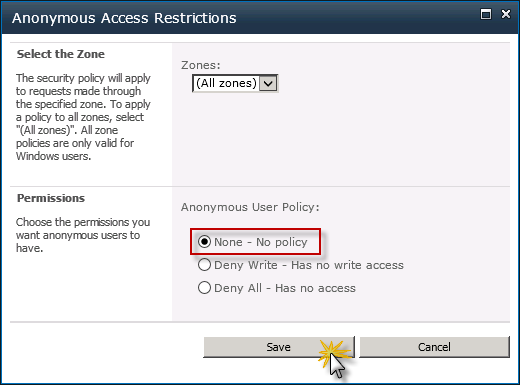 Anonymous Access Restrictions
Select the Zone
The security policy will apply
to requests made through
the specified zone. To apply
a policy to all zones, select
"(All zones)". All zone
policies are only valid for
Windows users.
Zones:
(All zones)
Permissions
Choose the permissions you
want anonymous users to
have.
Anonymous User Policy:
None - No policy
Deny Write - Has no write access
Deny All - Has no access
Save
Cancel